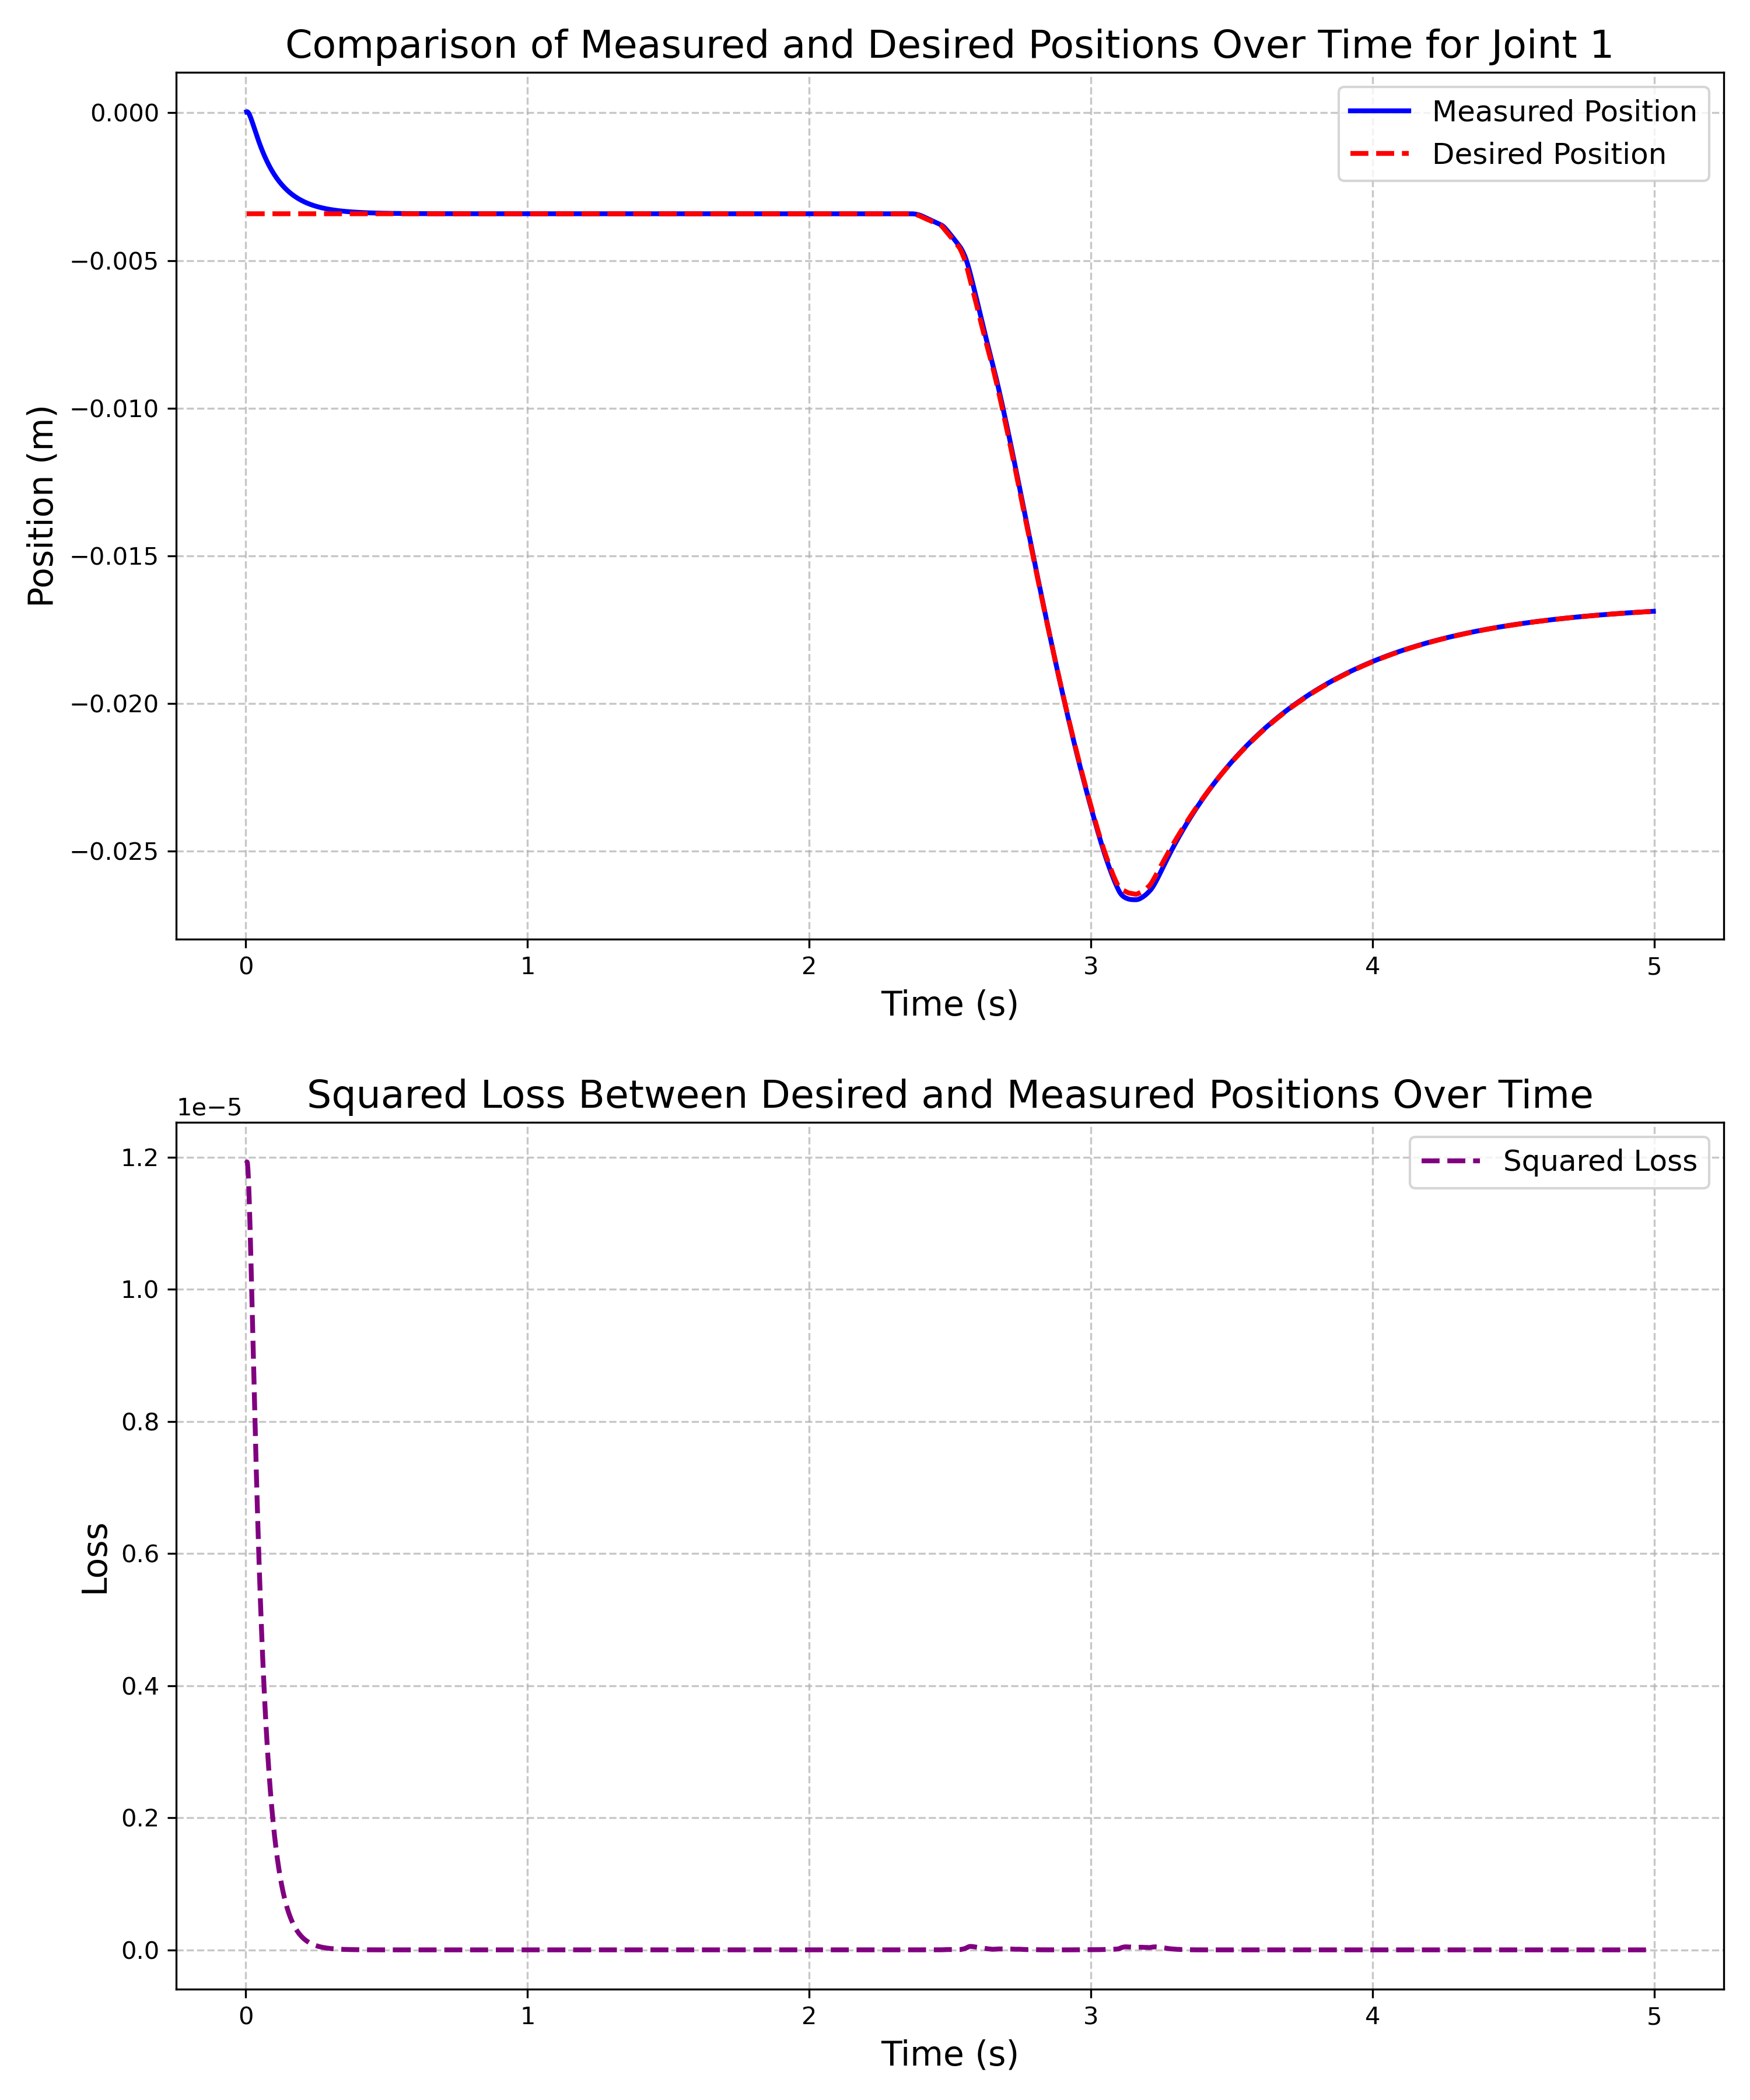 Comparison of Measured and Desired Positions Over Time for Joint 1
Measured Position
Desired Position
0.000
−0.005
−0.010
−0.015
−0.020
−0.025
Position (m)
0 1 2 3 4 5
Time (s)
Squared Loss Between Desired and Measured Positions Over Time
1e−5
Squared Loss
1.2
1.0
0.8
0.6
0.4
0.2
0.0
Loss
0 1 2 3 4 5
Time (s)